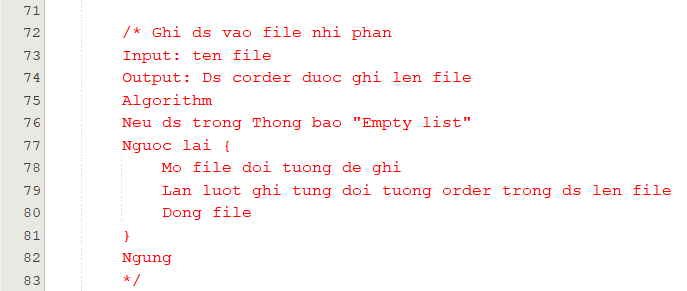 71
72 /* Ghi ds vao file nhi phan
73 Input: ten file
74 Output: Ds corder duoc ghi len file
75 Algorithm
76 Neu ds trong Thong bao "Empty list"
77 Nguoc lai {
78 Mo file doi tuong de ghi
79 Lan luot ghi tung doi tuong order trong ds len file
80 Dong file
81 }
82 Ngung
83 */